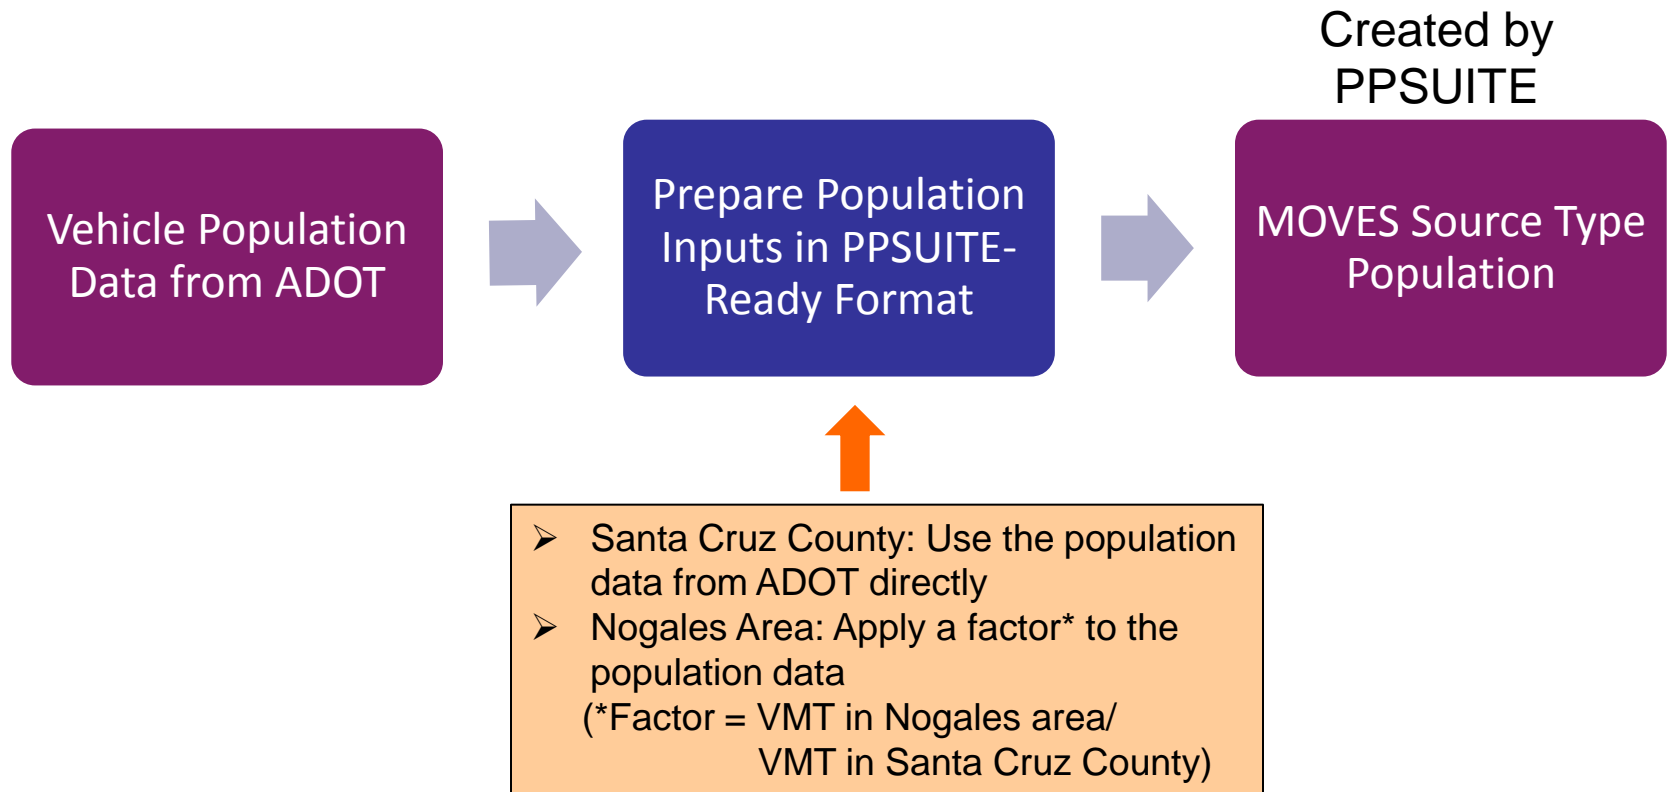 Created by
PPSUITE
Vehicle Population
Data from ADOT
Prepare Population
Inputs in PPSUITE-
Ready Format
MOVES Source Type
Population
➢ Santa Cruz County: Use the population
data from ADOT directly
➢ Nogales Area: Apply a factor* to the
population data
(*Factor = VMT in Nogales area/
VMT in Santa Cruz County)